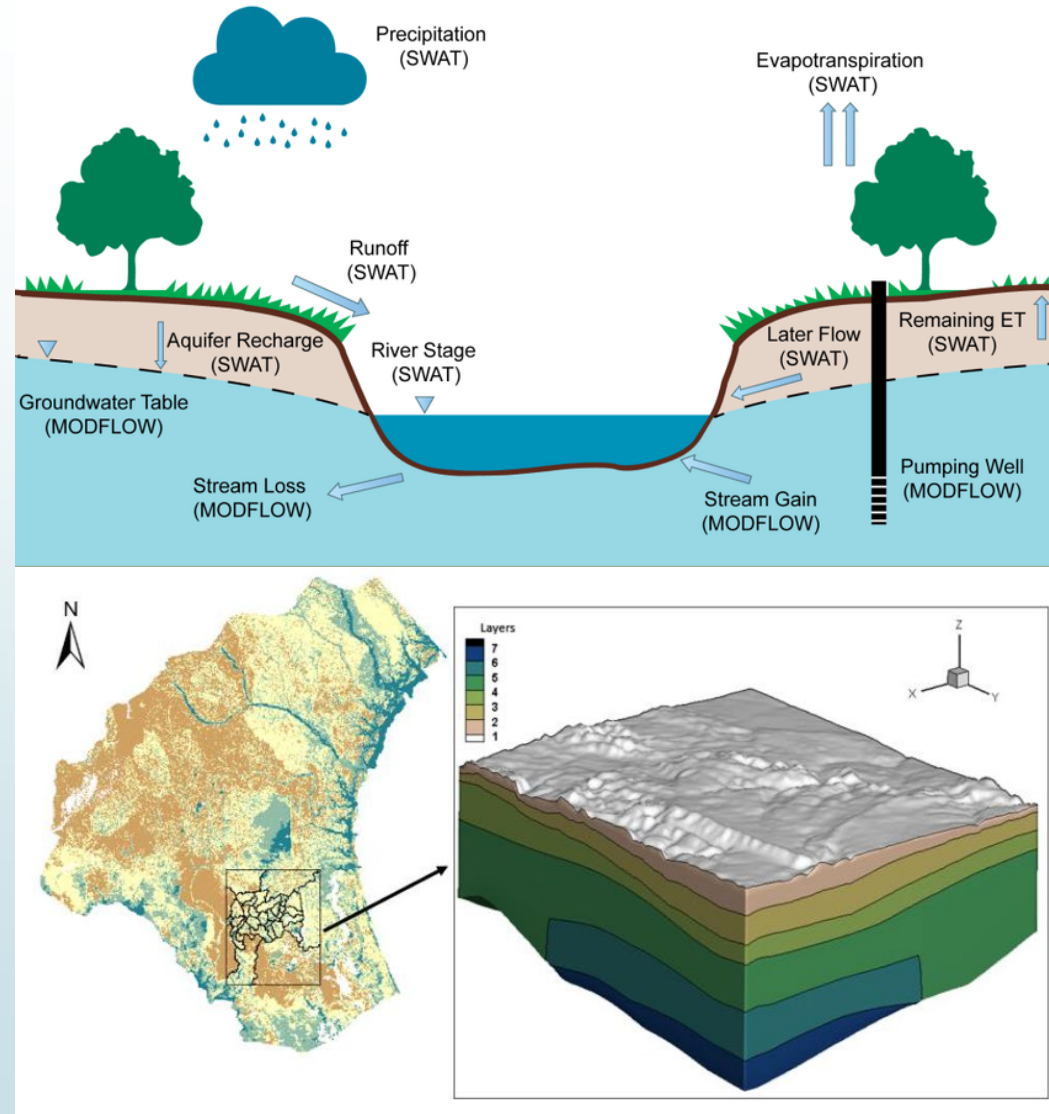 Precipitation
(SWAT)
Evapotranspiration
(SWAT)
Runoff
(SWAT)
Aquifer Recharge
(SWAT)
River Stage
(SWAT)
Later Flow
(SWAT)
Remaining ET
(SWAT)
Groundwater Table
(MODFLOW)
Stream Loss
(MODFLOW)
Stream Gain
(MODFLOW)
Pumping Well
(MODFLOW)
N
Layers
7
6
5
4
3
2
1
Z
X
Y